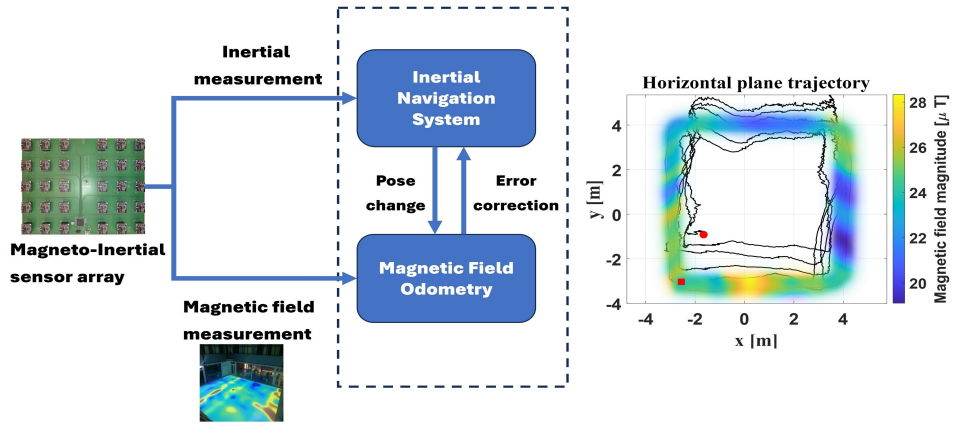 Inertial
measurement
Magneto-Inertial
sensor array
Magnetic field
measurement
Inertial
Navigation
System
Pose
change
Error
correction
Magnetic Field
Odometry
Horizontal plane trajectory
4
2
0
-2
-4
y [m]
-4
-2
0
2
4
x [m]
28
26
24
22
20
Magnetic field magnitude [μ T]